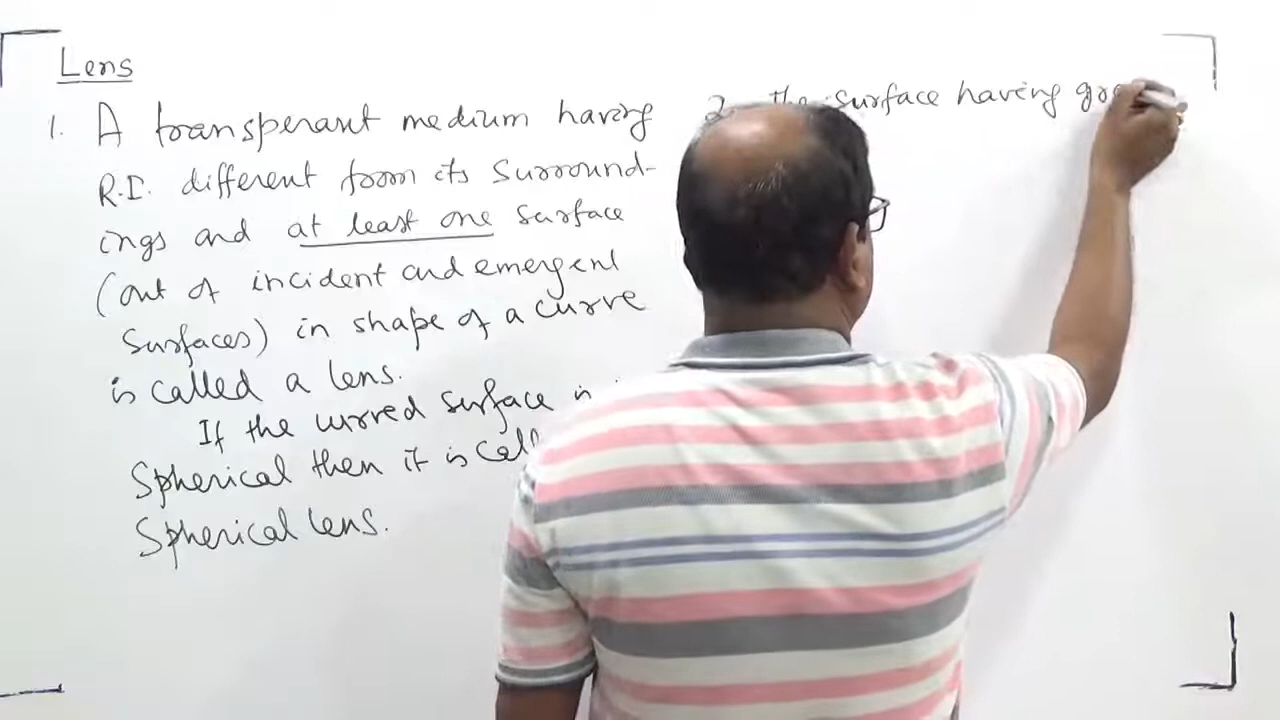 Lens
1. A transperant medium having
R.I. different from its surround-
ings and at least one surface
(out of incident and emergent
surfaces) in shape of a curve
is called a lens.
If the curved surface is
Spherical then it is call
Spherical lens.
2. the surface having gre